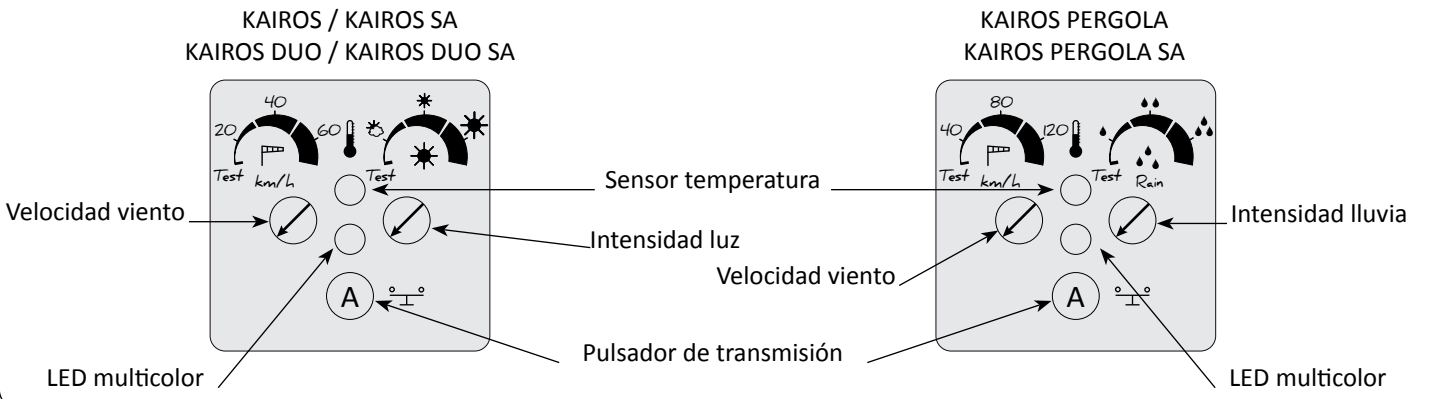 KAIROS / KAIROS SA
KAIROS DUO / KAIROS DUO SA
KAIROS PERGOLA
KAIROS PERGOLA SA
20 40 60
Test km/h Test
40 80 120
Test km/h Test Rain
Sensor temperatura
Velocidad viento
Intensidad luz
Intensidad lluvia
Velocidad viento
A
A
Pulsador de transmisión
LED multicolor
LED multicolor